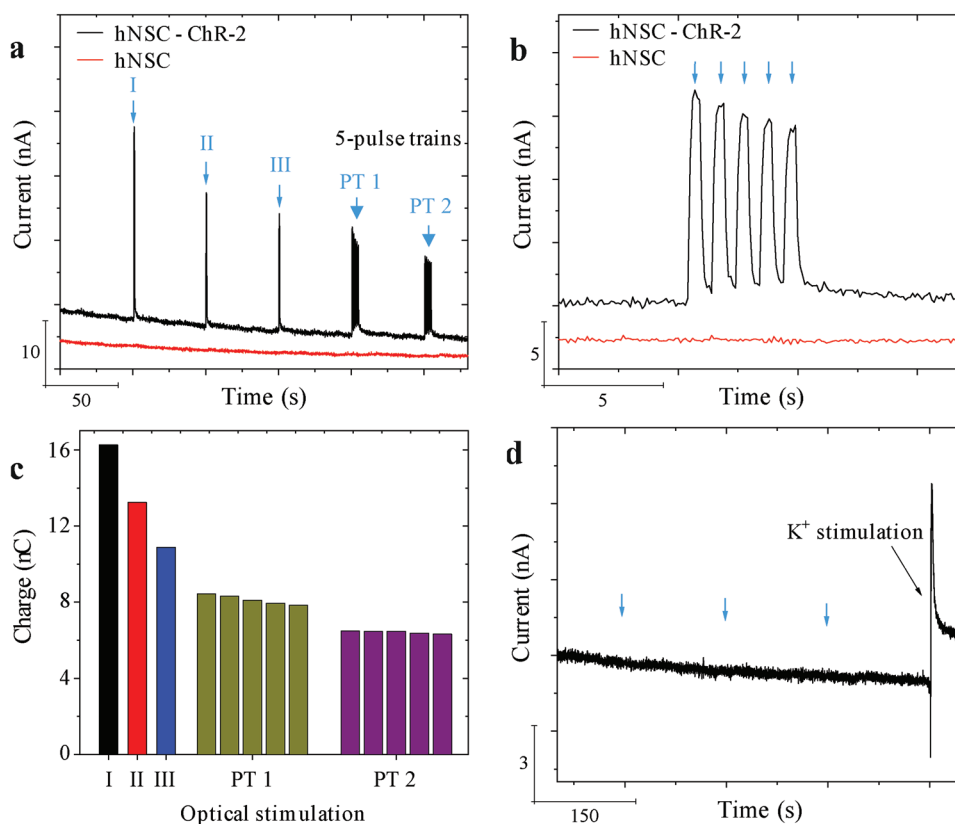 a
hNSC - ChR-2
hNSC
I
II
III
5-pulse trains
PT 1
PT 2
Current (nA)
10
50
Time (s)
b
hNSC - ChR-2
hNSC
Current (nA)
5
5
Time (s)
c
16
12
8
4
0
Charge (nC)
I II III PT 1 PT 2
Optical stimulation
d
K⁺ stimulation
Current (nA)
3
150
Time (s)